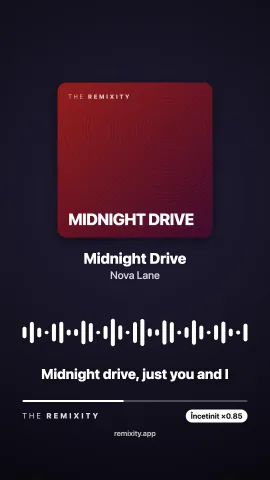 THE REMIXITY
MIDNIGHT DRIVE
Midnight Drive
Nova Lane
Midnight drive, just you and I
THE REMIXITY
Încetinit ×0.85
remixity.app